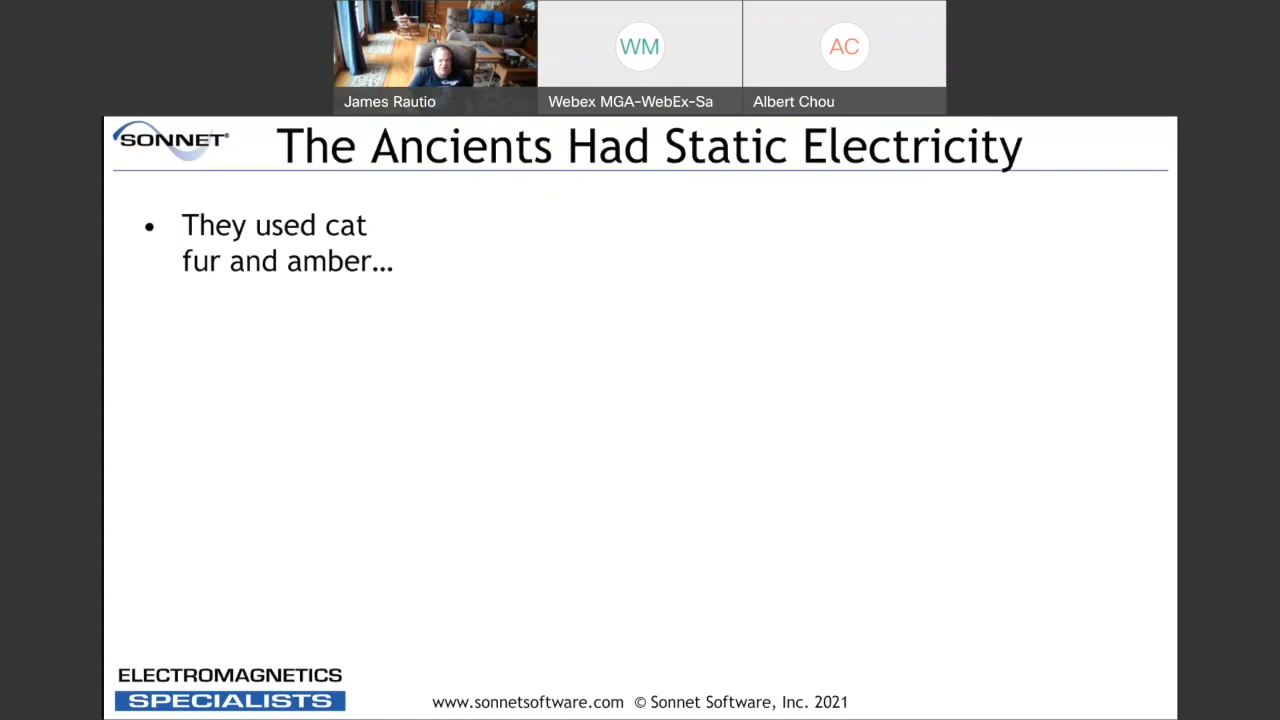 WM
AC
James Rautio
Webex MGA-WebEx-Sa
Albert Chou
SONNET®
The Ancients Had Static Electricity
• They used cat
fur and amber…
ELECTROMAGNETICS
SPECIALISTS
www.sonnetsoftware.com © Sonnet Software, Inc. 2021